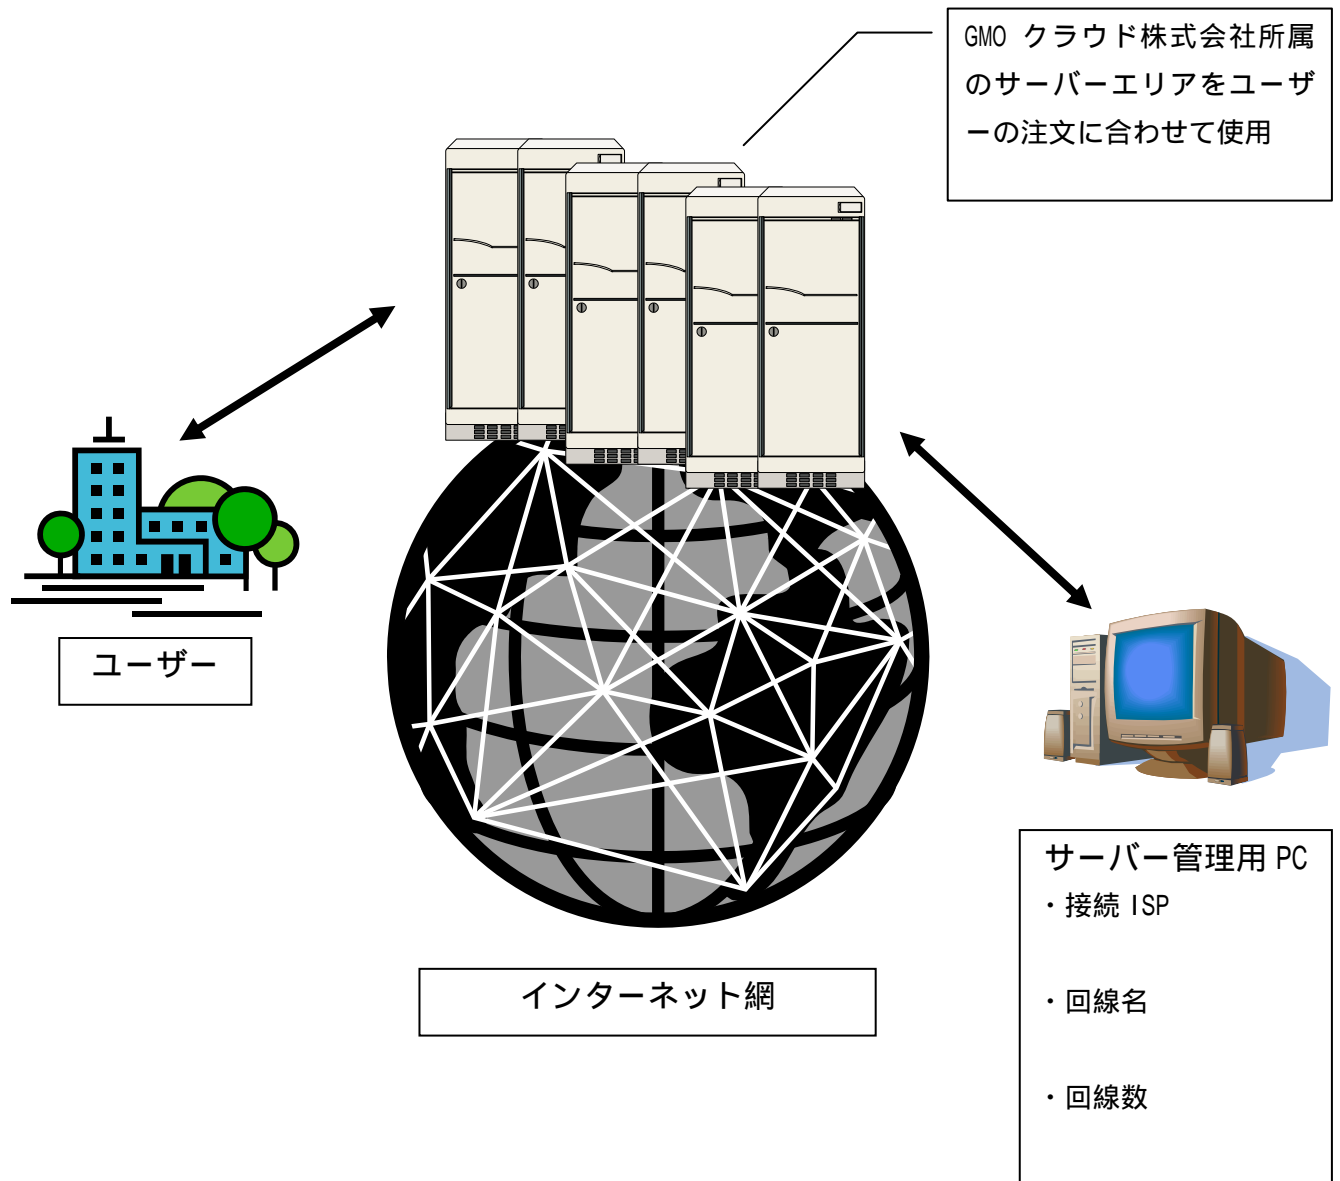 GMO クラウド株式会社所属
のサーバーエリアをユーザ
ーの注文に合わせて使用
ユーザー
インターネット網
サーバー管理用 PC
・接続 ISP
・回線名
・回線数